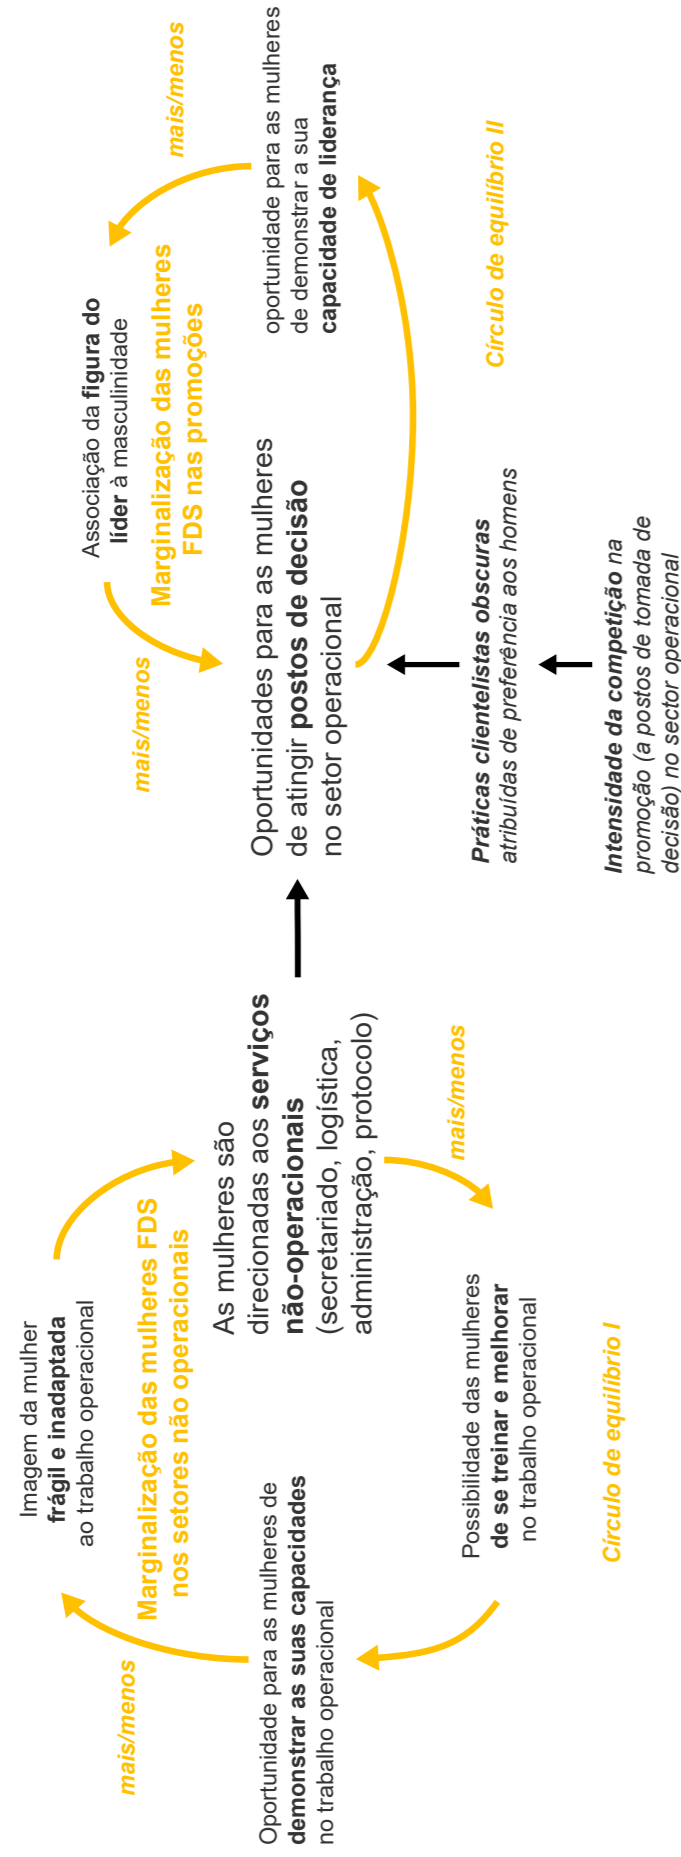 Imagem da mulher
frágil e inadaptada
ao trabalho operacional
mais/menos
Marginalização das mulheres FDS
nos setores não operacionais
Oportunidade para as mulheres de
demonstrar as suas capacidades
no trabalho operacional
As mulheres são
direcionadas aos serviços
não-operacionais
(secretariado, logística,
administração, protocolo)
mais/menos
Possibilidade das mulheres
de se treinar e melhorar
no trabalho operacional
Círculo de equilíbrio I
Associação da figura do
líder à masculinidade
mais/menos
mais/menos
Marginalização das mulheres
FDS nas promoções
Oportunidades para as mulheres
de atingir postos de decisão
no setor operacional
oportunidade para as mulheres
de demonstrar a sua
capacidade de liderança
Práticas clientelistas obscuras
atribuídas de preferência aos homens
Círculo de equilíbrio II
Intensidade da competição na
promoção (a postos de tomada de
decisão) no sector operacional